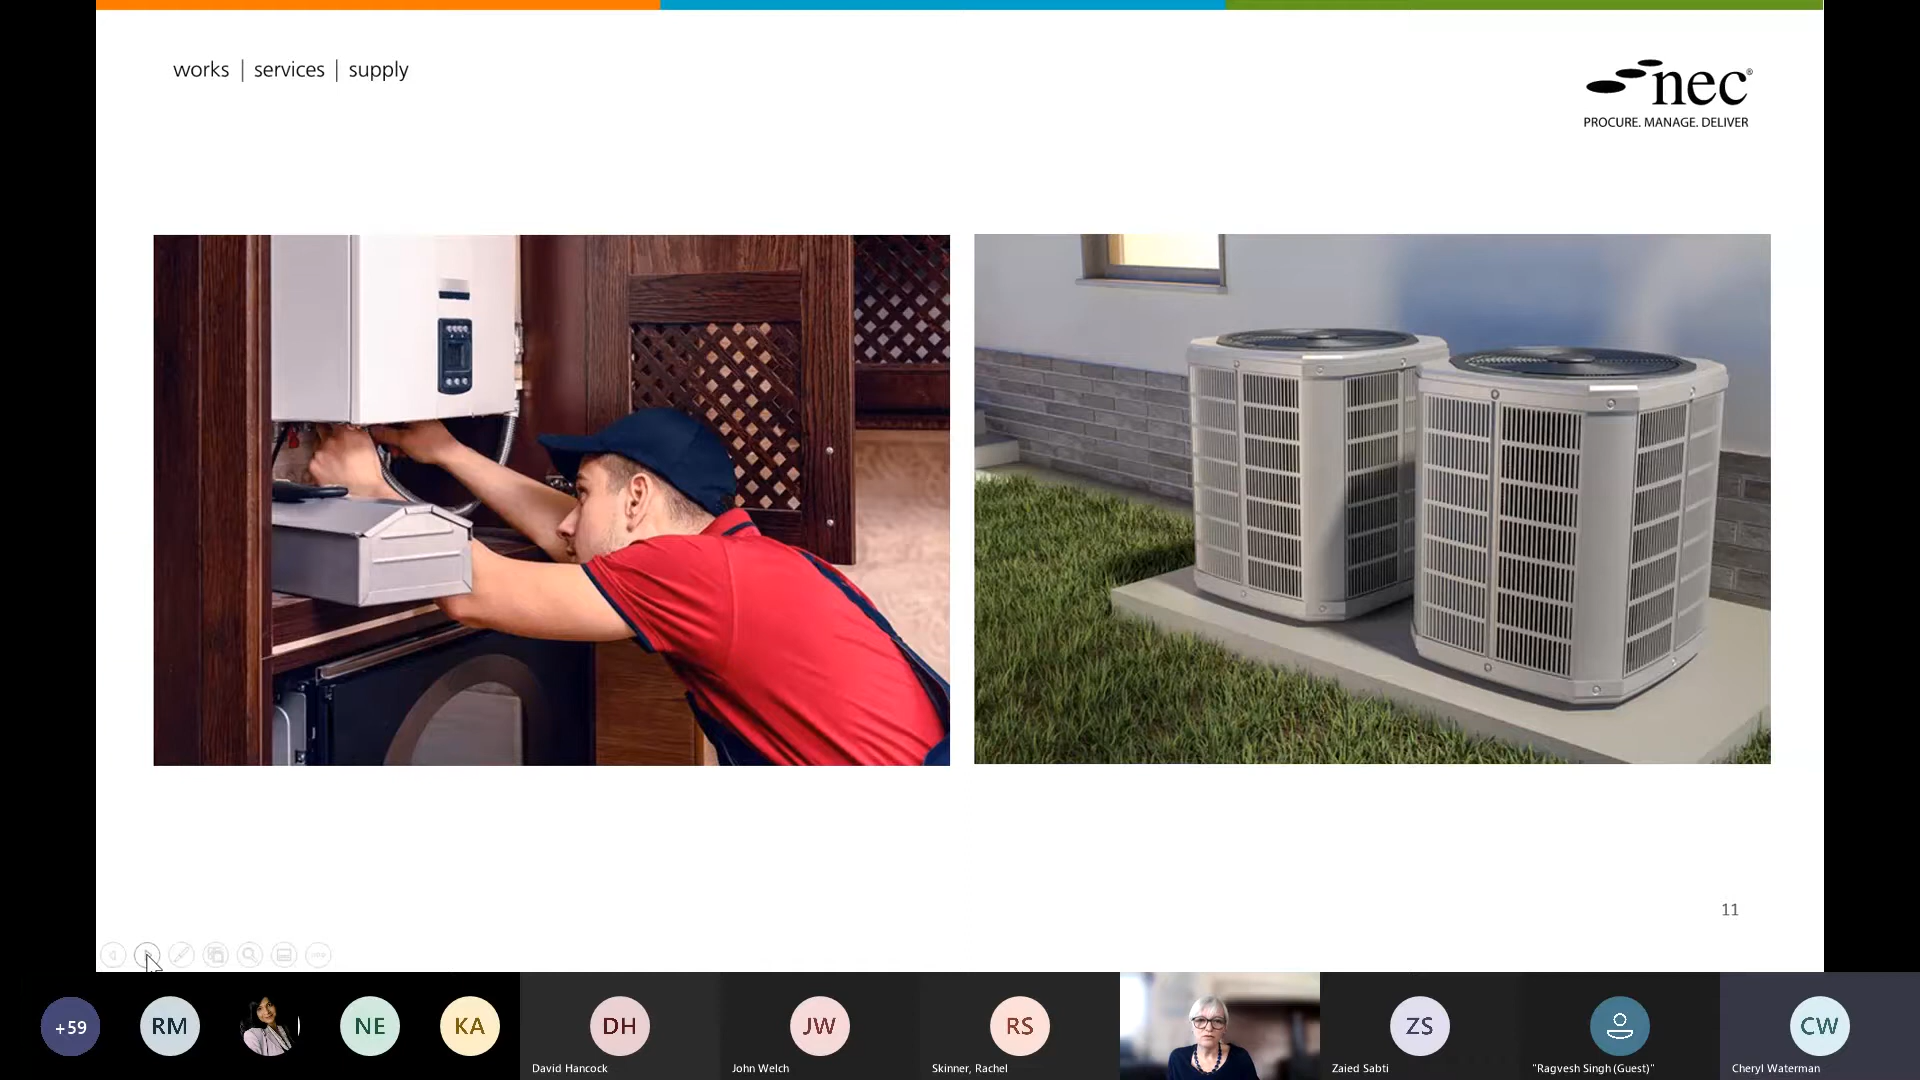 works | services | supply
nec®
PROCURE. MANAGE. DELIVER
11
+59
RM
NE
KA
DH
JW
RS
ZS
CW
David Hancock
John Welch
Skinner, Rachel
Zaied Sabti
"Ragvesh Singh (Guest)"
Cheryl Waterman